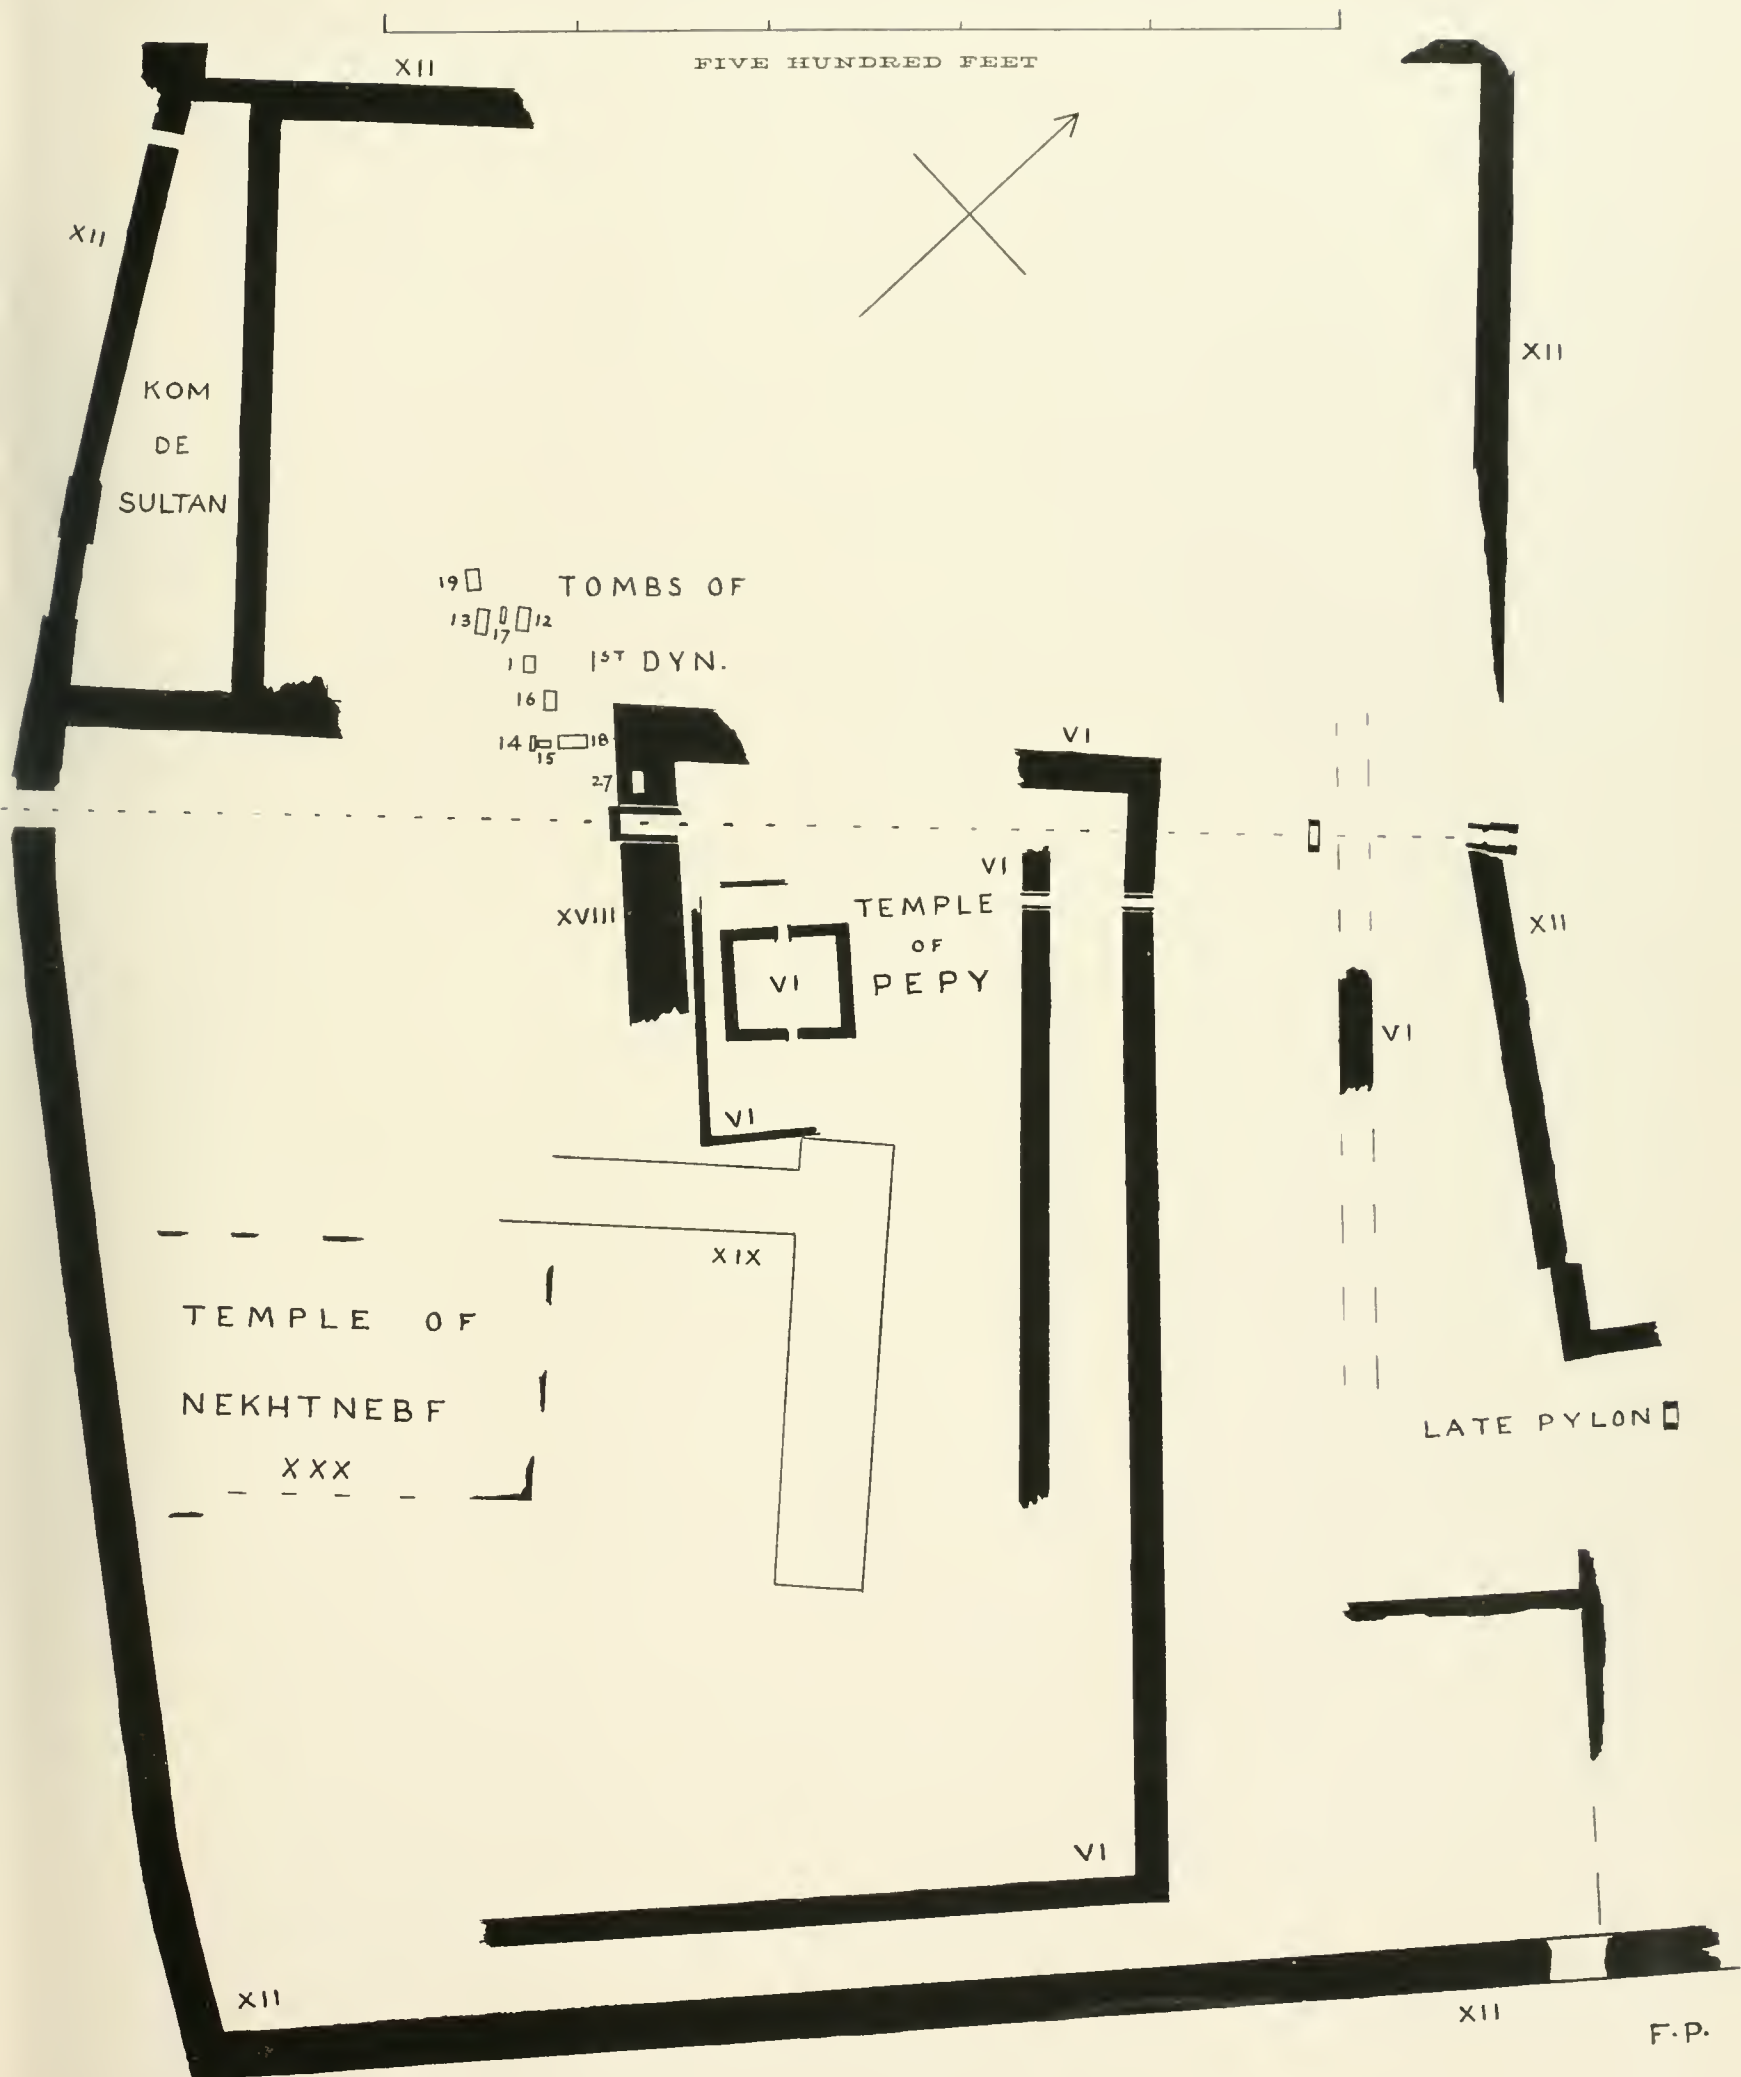 FIVE HUNDRED FEET
XII
XII
XII
KOM
DE
SULTAN
19
TOMBS OF
13
17
12
1
1ST DYN.
16
14
15
18
27
VI
VI
XVIII
TEMPLE
OF
PEPY
VI
XII
VI
VI
XIX
TEMPLE OF
NEKHTNEBF
XXX
LATE PYLON
VI
XII
XII
F.P.